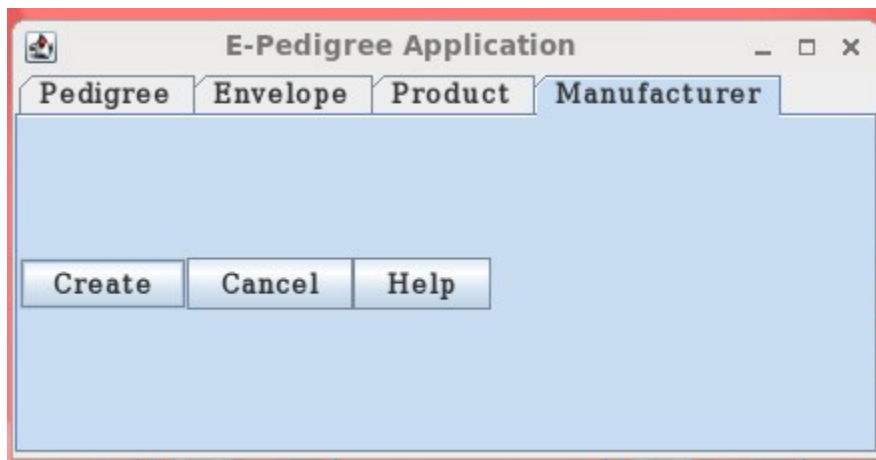 E-Pedigree Application
Pedigree Envelope Product Manufacturer
Create Cancel Help